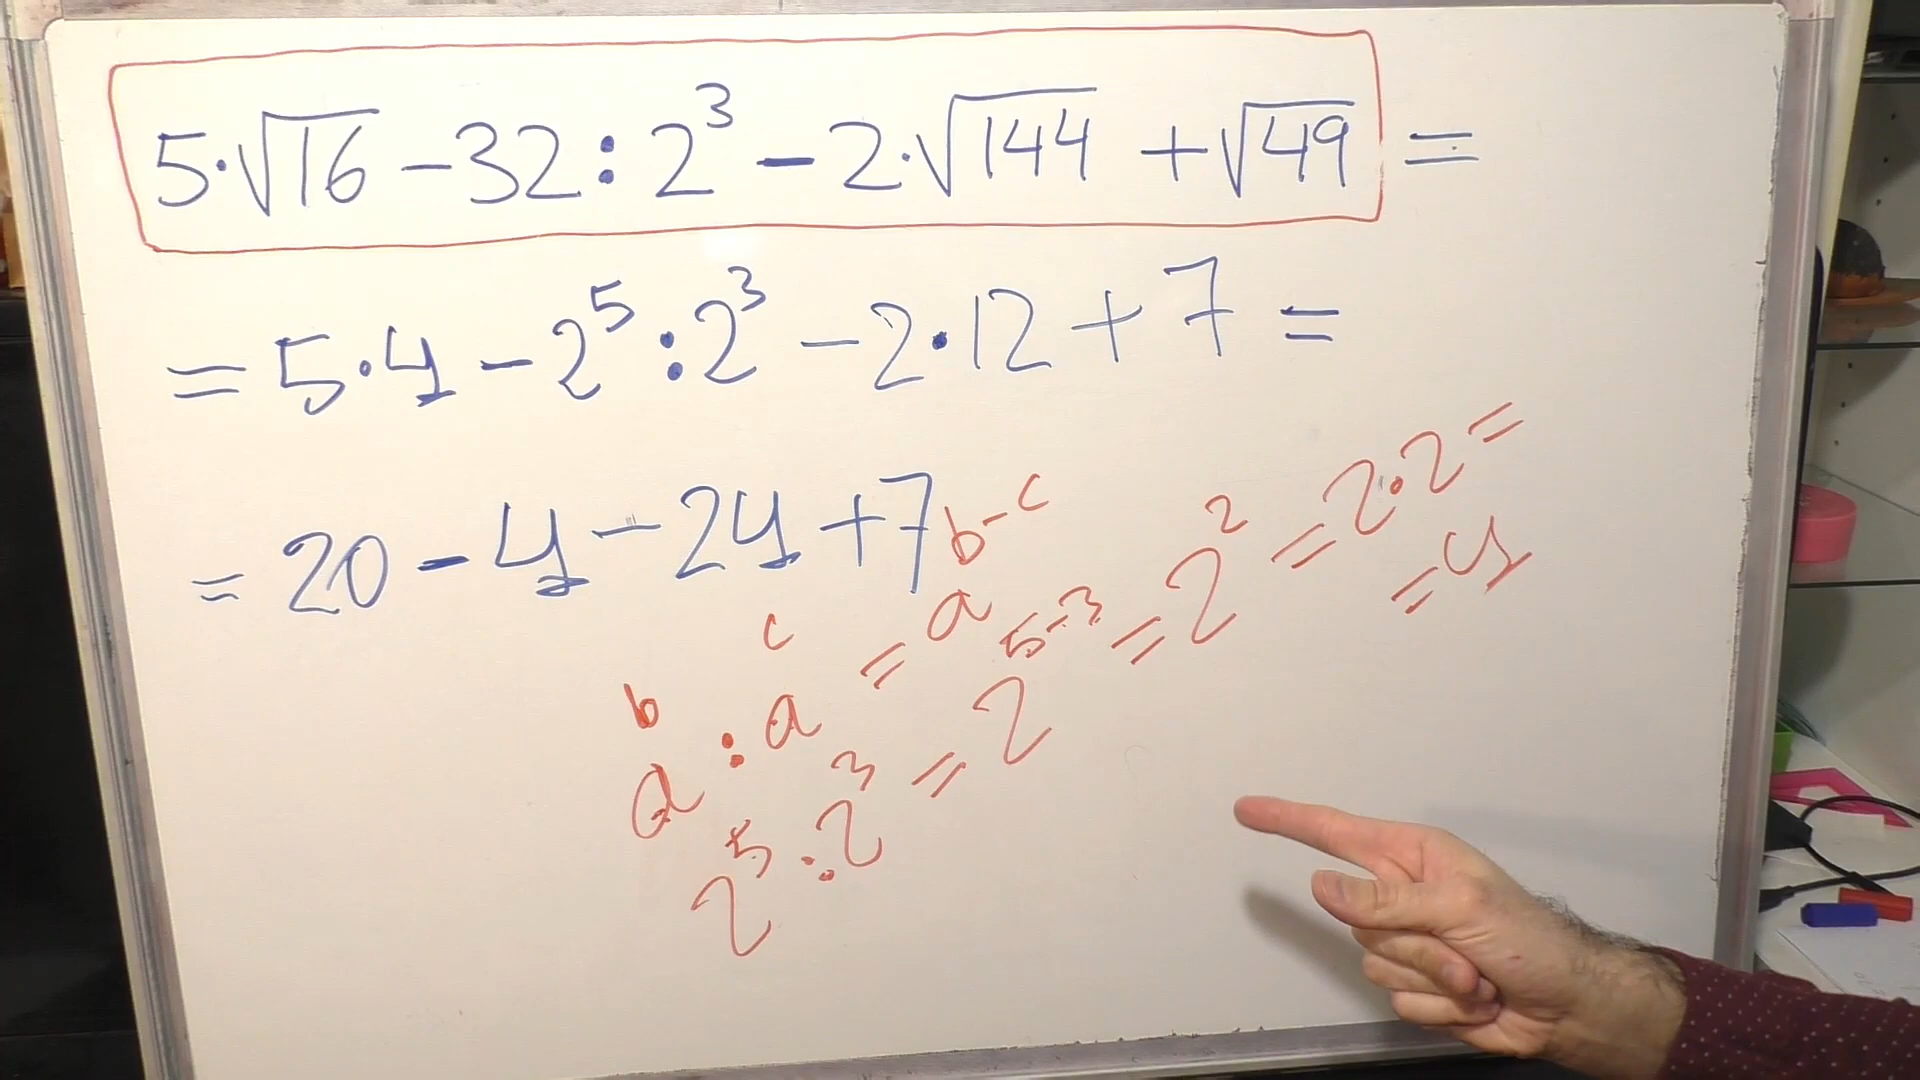 5·√16 − 32 : 2³ − 2·√144 + √49 =
= 5·4 − 2⁵ : 2³ − 2·12 + 7 =
= 20 − 4 − 24 + 7
aᵇ : aᶜ = aᵇ⁻ᶜ
2⁵ : 2³ = 2⁵⁻³ = 2² = 2·2 =
= 4